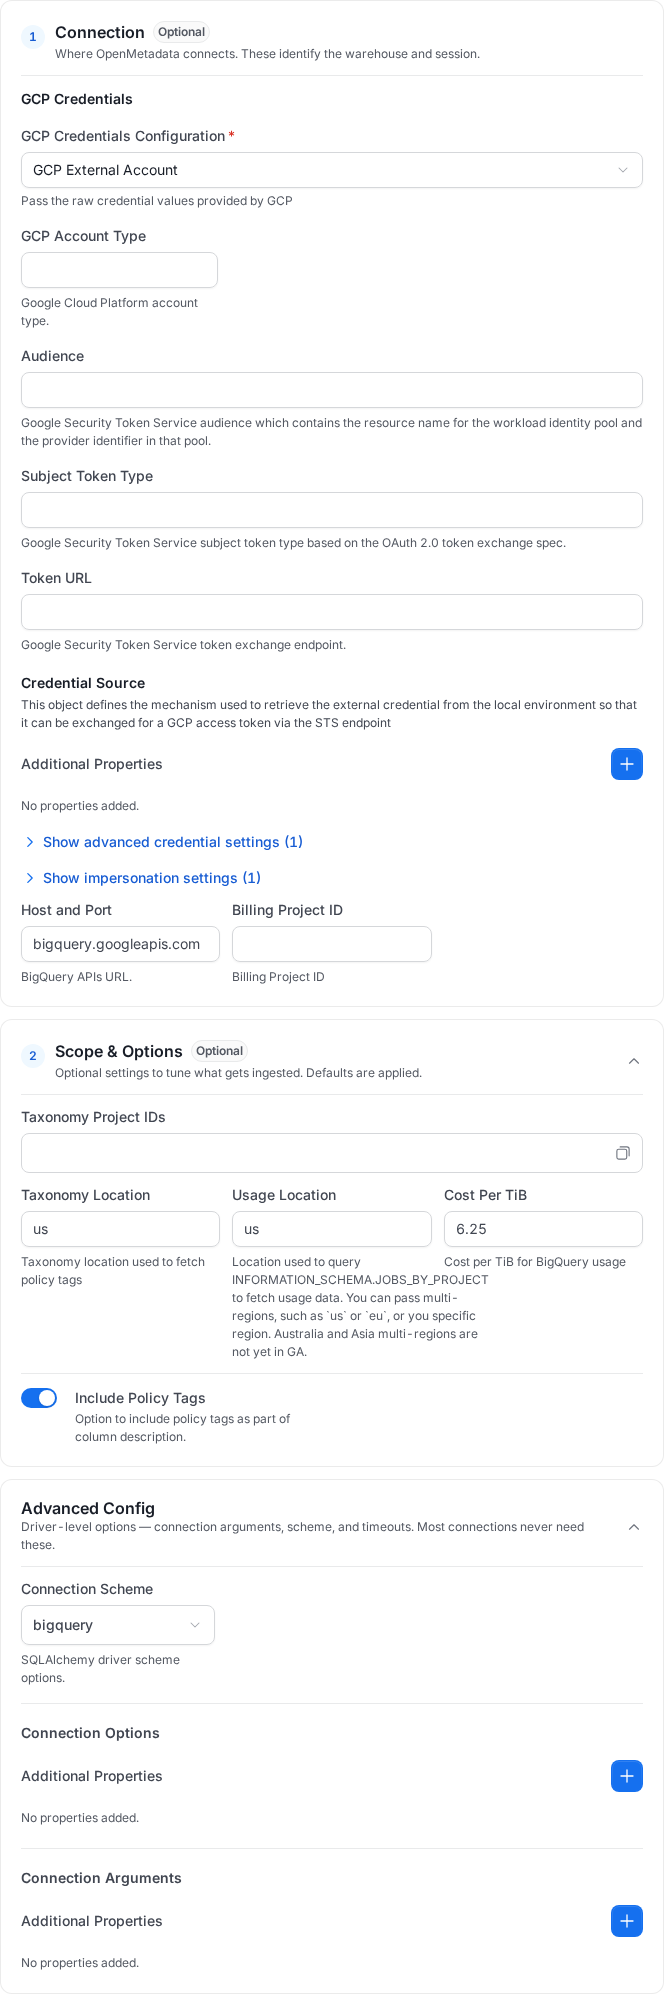 1
Connection
Optional
Where OpenMetadata connects. These identify the warehouse and session.
GCP Credentials
GCP Credentials Configuration *
GCP External Account
Pass the raw credential values provided by GCP
GCP Account Type
Google Cloud Platform account
type.
Audience
Google Security Token Service audience which contains the resource name for the workload identity pool and
the provider identifier in that pool.
Subject Token Type
Google Security Token Service subject token type based on the OAuth 2.0 token exchange spec.
Token URL
Google Security Token Service token exchange endpoint.
Credential Source
This object defines the mechanism used to retrieve the external credential from the local environment so that
it can be exchanged for a GCP access token via the STS endpoint
Additional Properties
No properties added.
Show advanced credential settings (1)
Show impersonation settings (1)
Host and Port
bigquery.googleapis.com
BigQuery APIs URL.
Billing Project ID
Billing Project ID
2
Scope & Options
Optional
Optional settings to tune what gets ingested. Defaults are applied.
Taxonomy Project IDs
Taxonomy Location
us
Taxonomy location used to fetch
policy tags
Usage Location
us
Location used to query
INFORMATION_SCHEMA.JOBS_BY_PROJECT
to fetch usage data. You can pass multi-
regions, such as `us` or `eu`, or you specific
region. Australia and Asia multi-regions are
not yet in GA.
Cost Per TiB
6.25
Cost per TiB for BigQuery usage
Include Policy Tags
Option to include policy tags as part of
column description.
Advanced Config
Driver-level options — connection arguments, scheme, and timeouts. Most connections never need
these.
Connection Scheme
bigquery
SQLAlchemy driver scheme
options.
Connection Options
Additional Properties
No properties added.
Connection Arguments
Additional Properties
No properties added.